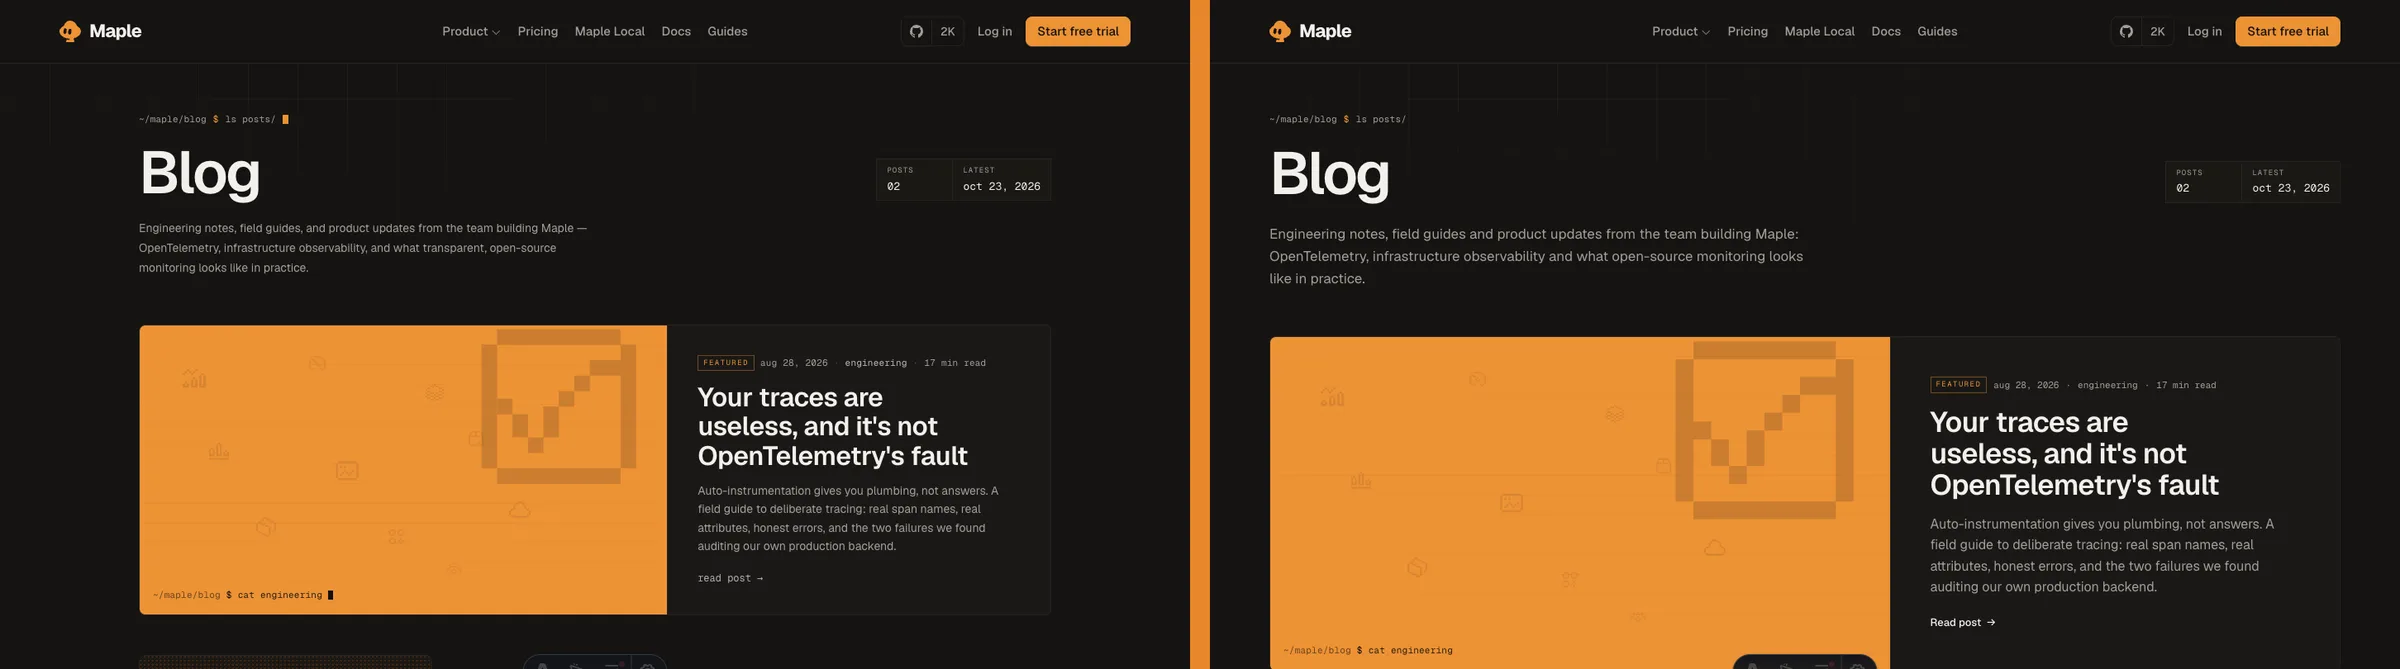 Maple
Product
Pricing
Maple Local
Docs
Guides
2K
Log in
Start free trial
~/maple/blog $ ls posts/
Blog
POSTS
02
LATEST
oct 23, 2026
Engineering notes, field guides, and product updates from the team building Maple —
OpenTelemetry, infrastructure observability, and what transparent, open-source
monitoring looks like in practice.
FEATURED aug 28, 2026 · engineering · 17 min read
Your traces are
useless, and it's not
OpenTelemetry's fault
Auto-instrumentation gives you plumbing, not answers. A
field guide to deliberate tracing: real span names, real
attributes, honest errors, and the two failures we found
auditing our own production backend.
read post →
~/maple/blog $ cat engineering
Maple
Product
Pricing
Maple Local
Docs
Guides
2K
Log in
Start free trial
~/maple/blog $ ls posts/
Blog
POSTS
02
LATEST
oct 23, 2026
Engineering notes, field guides and product updates from the team building Maple:
OpenTelemetry, infrastructure observability and what open-source monitoring looks
like in practice.
FEATURED aug 28, 2026 · engineering · 17 min read
Your traces are
useless, and it's not
OpenTelemetry's fault
Auto-instrumentation gives you plumbing, not answers. A
field guide to deliberate tracing: real span names, real
attributes, honest errors, and the two failures we found
auditing our own production backend.
Read post →
~/maple/blog $ cat engineering